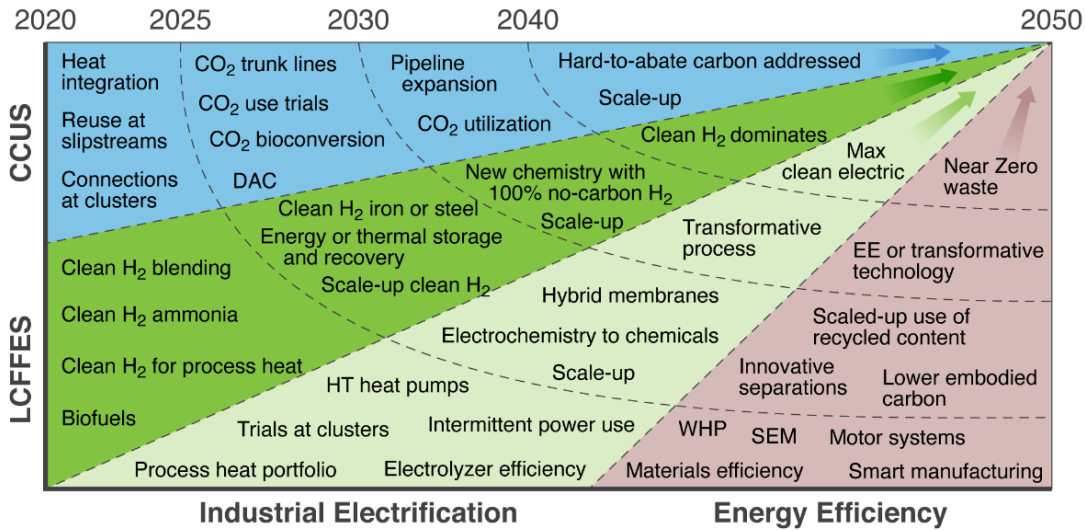 2020
2025
2030
2040
2050
CCUS
Heat
integration
Reuse at
slipstreams
Connections
at clusters
CO₂ trunk lines
CO₂ use trials
CO₂ bioconversion
DAC
Pipeline
expansion
CO₂ utilization
Hard-to-abate carbon addressed
Scale-up
LCFFES
Clean H₂ blending
Clean H₂ ammonia
Clean H₂ for process heat
Biofuels
Clean H₂ iron or steel
Energy or thermal storage
and recovery
Scale-up clean H₂
New chemistry with
100% no-carbon H₂
Scale-up
Clean H₂ dominates
Industrial Electrification
Process heat portfolio
Trials at clusters
HT heat pumps
Intermittent power use
Electrolyzer efficiency
Hybrid membranes
Electrochemistry to chemicals
Scale-up
Transformative
process
Max
clean electric
Energy Efficiency
WHP
SEM
Motor systems
Materials efficiency
Smart manufacturing
Scaled-up use of
recycled content
Innovative
separations
Lower embodied
carbon
EE or transformative
technology
Near Zero
waste